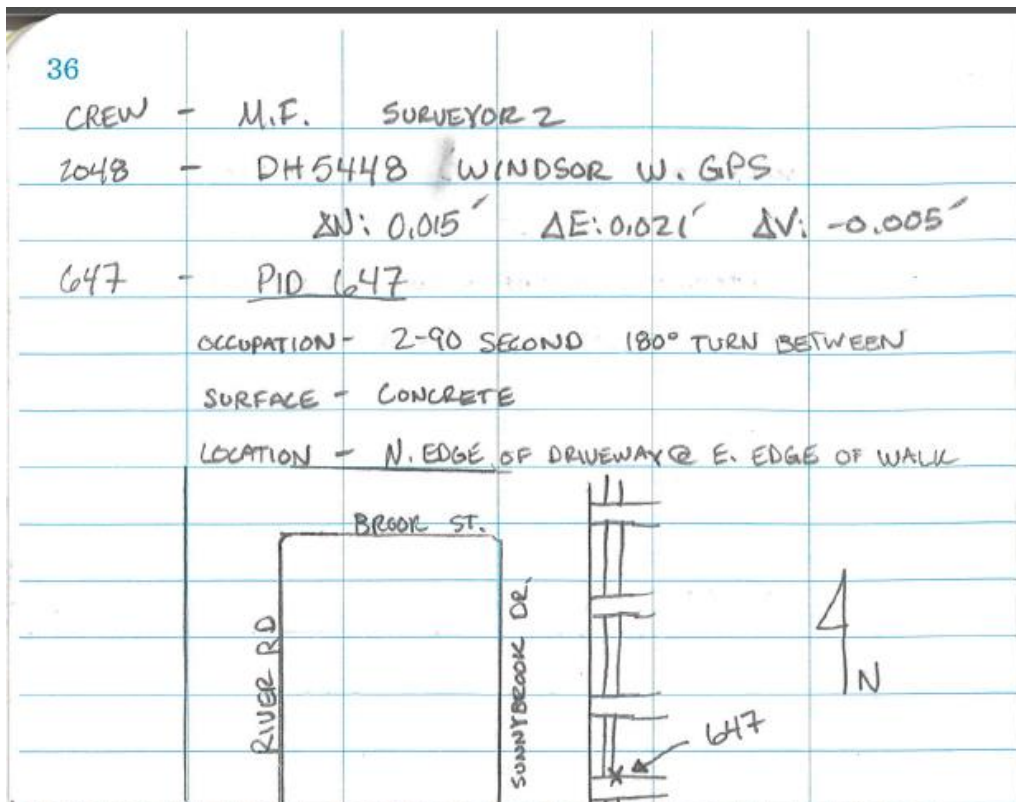 36
CREW - M.F. SURVEYOR 2
2048 - DH5448 WINDSOR W. GPS
ΔN: 0.015' ΔE: 0.021' ΔV: -0.005'
647 - PID 647
OCCUPATION - 2-90 SECOND 180° TURN BETWEEN
SURFACE - CONCRETE
LOCATION - N. EDGE OF DRIVEWAY @ E. EDGE OF WALK
BROOK ST.
RIVER RD
SUNNYBROOK DR.
N
647